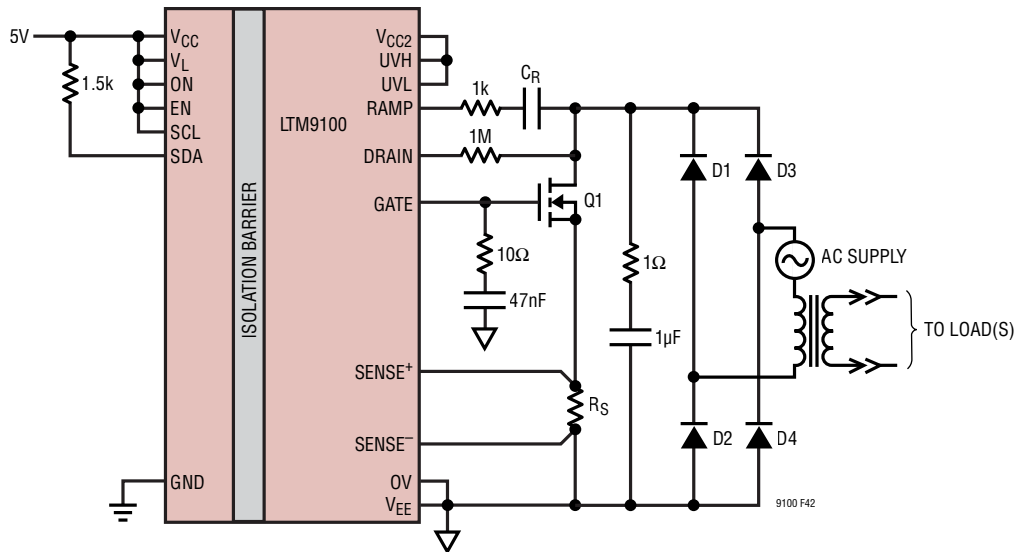 5V
1.5k
VCC
VL
ON
EN
SCL
SDA
GND
ISOLATION BARRIER
LTM9100
VCC2
UVH
UVL
RAMP
DRAIN
GATE
SENSE+
SENSE−
OV
VEE
1k
CR
1M
Q1
10Ω
47nF
RS
1Ω
1µF
D1
D3
D2
D4
AC SUPPLY
TO LOAD(S)
9100 F42